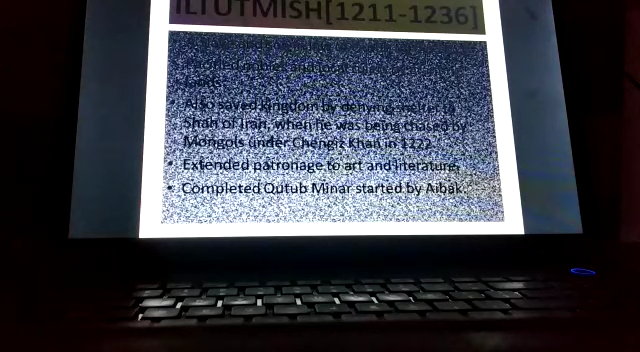 ILTUTMISH[1211-1236]
• Also saved kingdom by denying shelter to
Shah of Iran, when he was being chased by
Mongols under Chengiz Khan in 1222.
• Extended patronage to art and literature.
• Completed Qutub Minar started by Aibak.